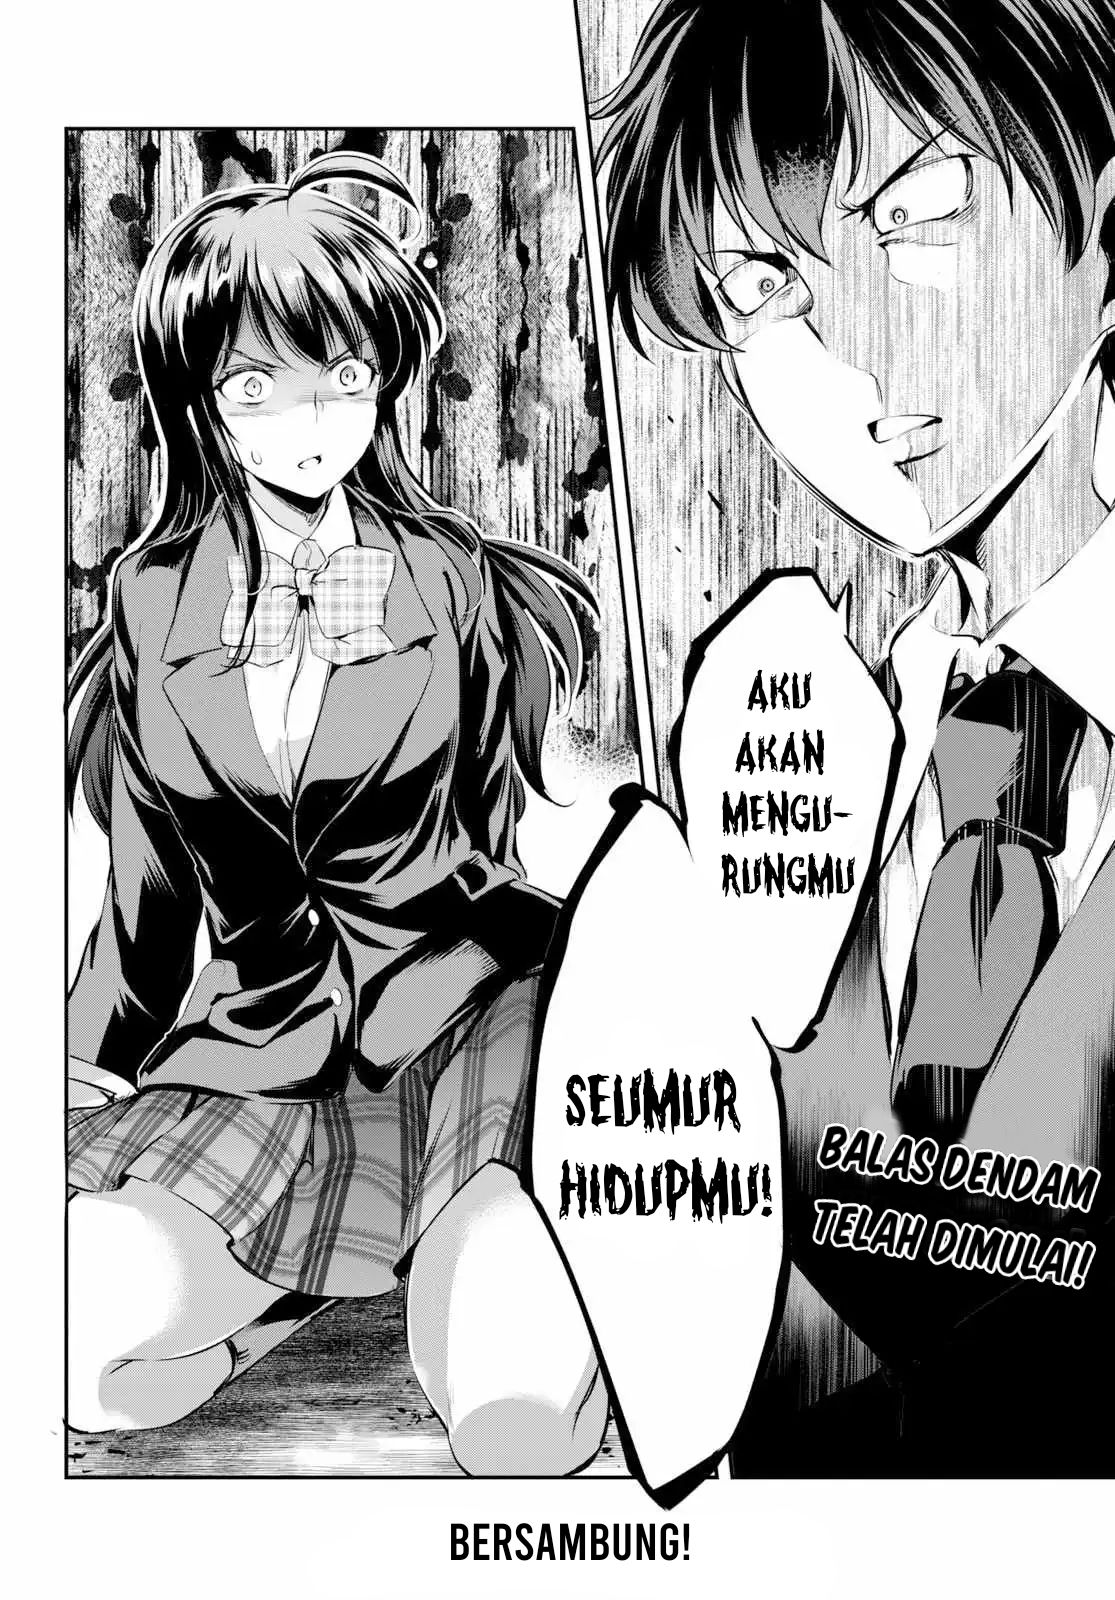 AKU
AKAN
MENGU-
RUNGMU
SEUMUR
HIDUPMU!
BALAS DENDAM
TELAH DIMULAI!
BERSAMBUNG!